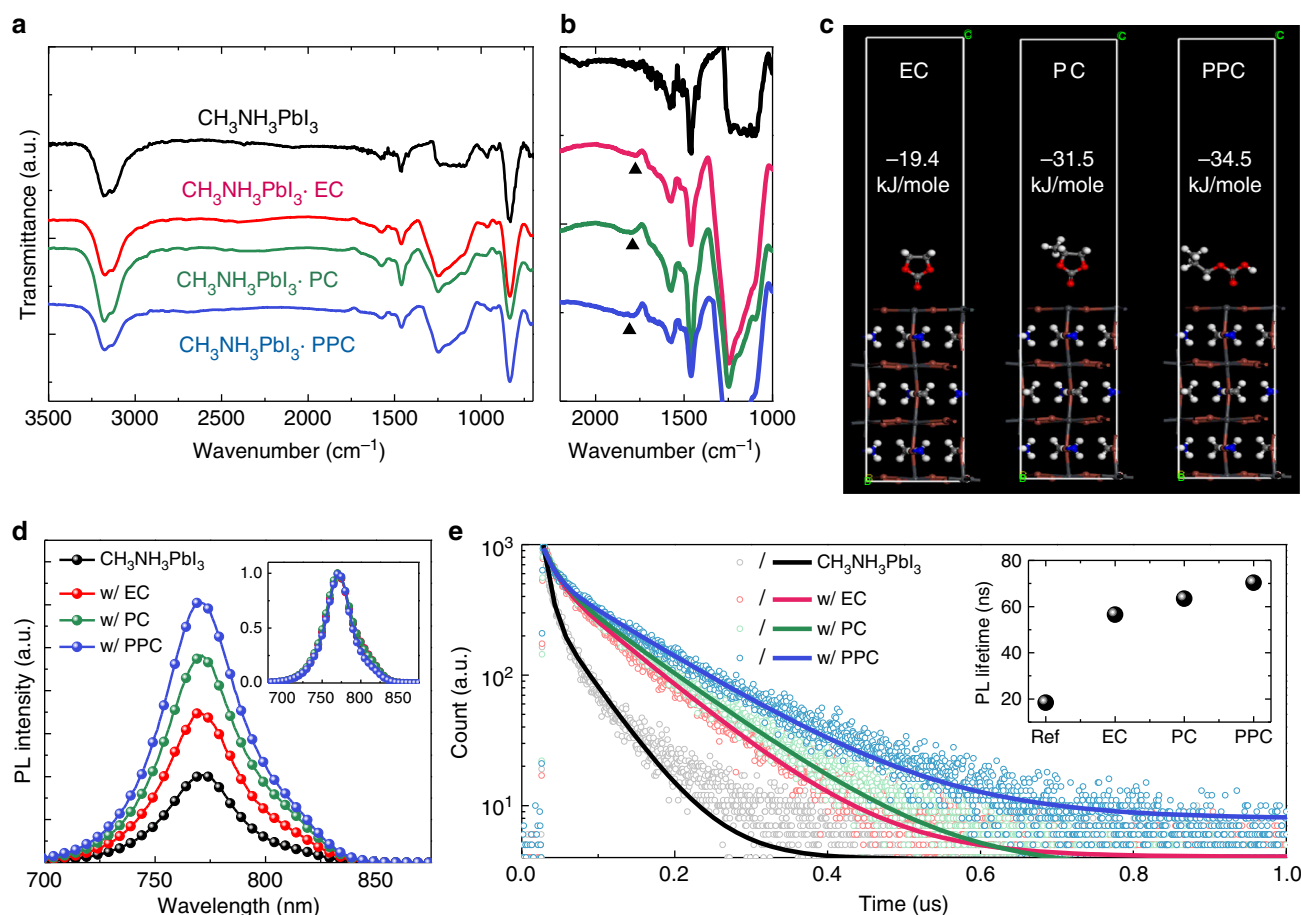 a
Transmittance (a.u.)
CH₃NH₃PbI₃
CH₃NH₃PbI₃· EC
CH₃NH₃PbI₃· PC
CH₃NH₃PbI₃· PPC
3500 3000 2500 2000 1500 1000
Wavenumber (cm⁻¹)
b
▲
▲
▲
2000 1500 1000
Wavenumber (cm⁻¹)
c
C C C
EC PC PPC
–19.4 –31.5 –34.5
kJ/mole kJ/mole kJ/mole
d
PL intensity (a.u.)
CH₃NH₃PbI₃
w/ EC
w/ PC
w/ PPC
1.0
0.5
0.0
700 750 800 850
700 750 800 850
Wavelength (nm)
e
Count (a.u.)
10³
10²
10¹
/ CH₃NH₃PbI₃
/ w/ EC
/ w/ PC
/ w/ PPC
PL lifetime (ns)
80
60
40
20
Ref EC PC PPC
0.0 0.2 0.4 0.6 0.8 1.0
Time (us)